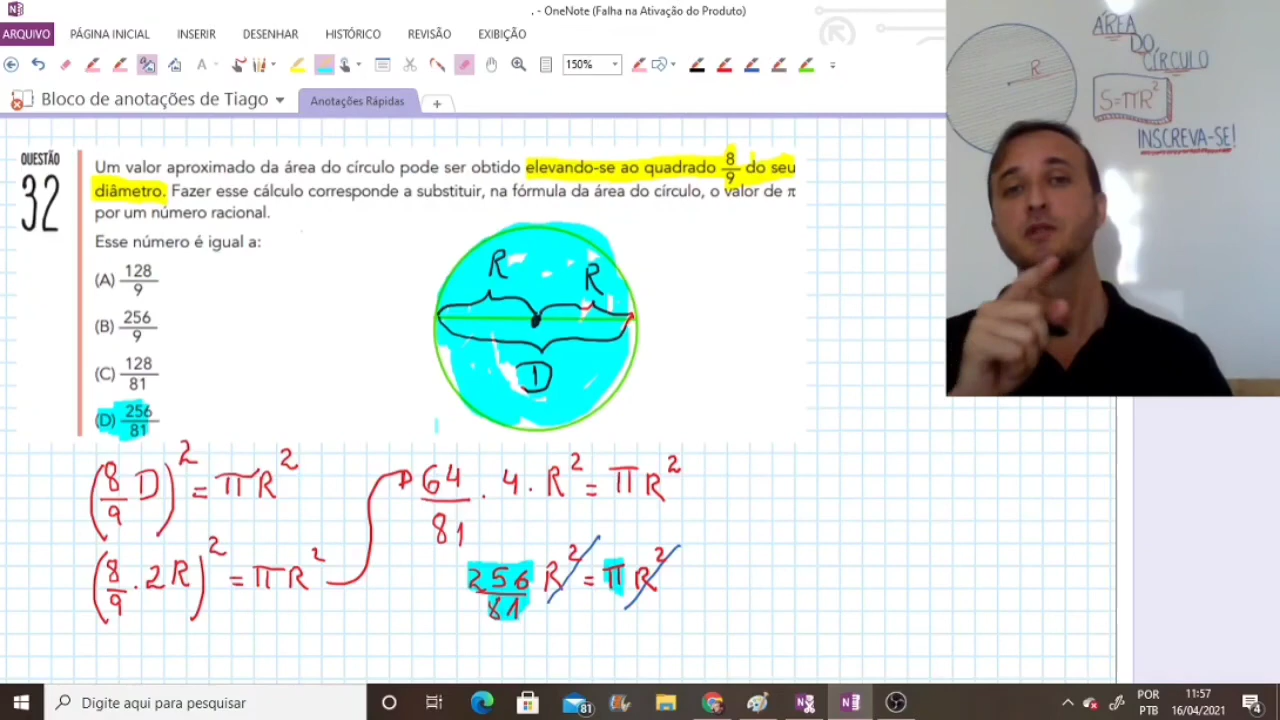 . - OneNote (Falha na Ativação do Produto)
ARQUIVO PÁGINA INICIAL INSERIR DESENHAR HISTÓRICO REVISÃO EXIBIÇÃO
A 150%
Bloco de anotações de Tiago Anotações Rápidas +
QUESTÃO
32
Um valor aproximado da área do círculo pode ser obtido elevando-se ao quadrado 8/9 do seu
diâmetro. Fazer esse cálculo corresponde a substituir, na fórmula da área do círculo, o valor de π
por um número racional.
Esse número é igual a:
(A) 128/9
(B) 256/9
(C) 128/81
(D) 256/81
R R
D
(8/9 D)² = πR²
(8/9 . 2R)² = πR²
64/81 . 4 . R² = πR²
256/81 R² = πR²
ÁREA
DO
CÍRCULO
R
S=πR²
INSCREVA-SE!
Digite aqui para pesquisar
81
POR
PTB
11:57
16/04/2021
4